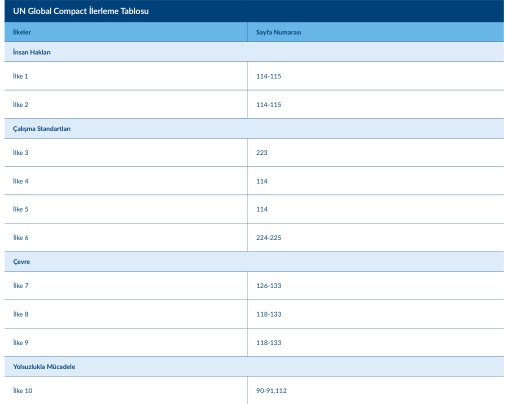 UN Global Compact İlerleme Tablosu
İlkeler Sayfa Numarası
İnsan Hakları
İlke 1 114-115
İlke 2 114-115
Çalışma Standartları
İlke 3 223
İlke 4 114
İlke 5 114
İlke 6 224-225
Çevre
İlke 7 126-133
İlke 8 118-133
İlke 9 118-133
Yolsuzlukla Mücadele
İlke 10 90-91,112